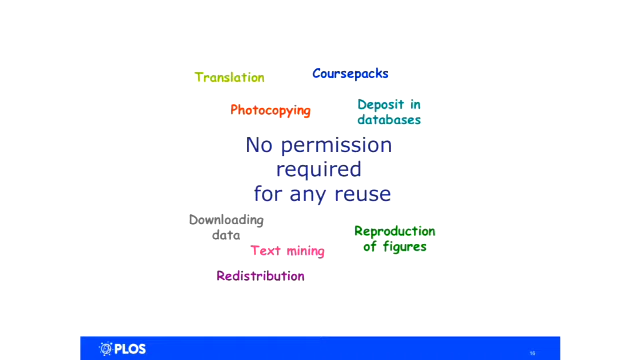 Translation
Coursepacks
Photocopying
Deposit in
databases
No permission
required
for any reuse
Downloading
data
Reproduction
of figures
Text mining
Redistribution
PLOS